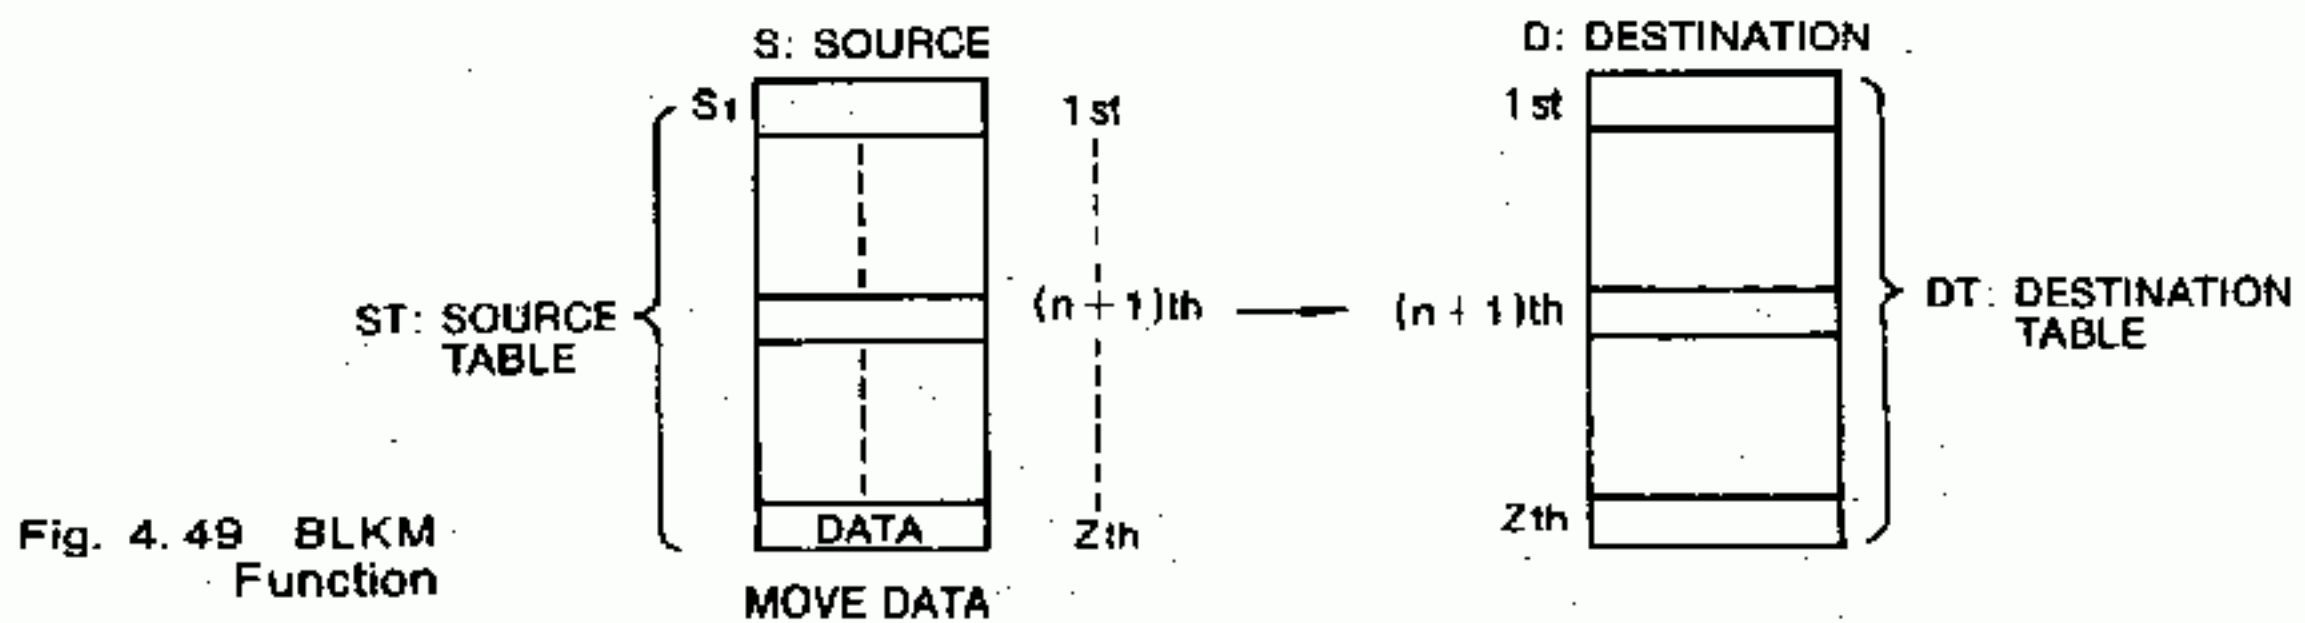 S: SOURCE
D: DESTINATION
S1
1st
1st
(n + 1)th
(n + 1)th
ST: SOURCE
TABLE
DT: DESTINATION
TABLE
DATA
Zth
Zth
Fig. 4.49 BLKM
Function
MOVE DATA